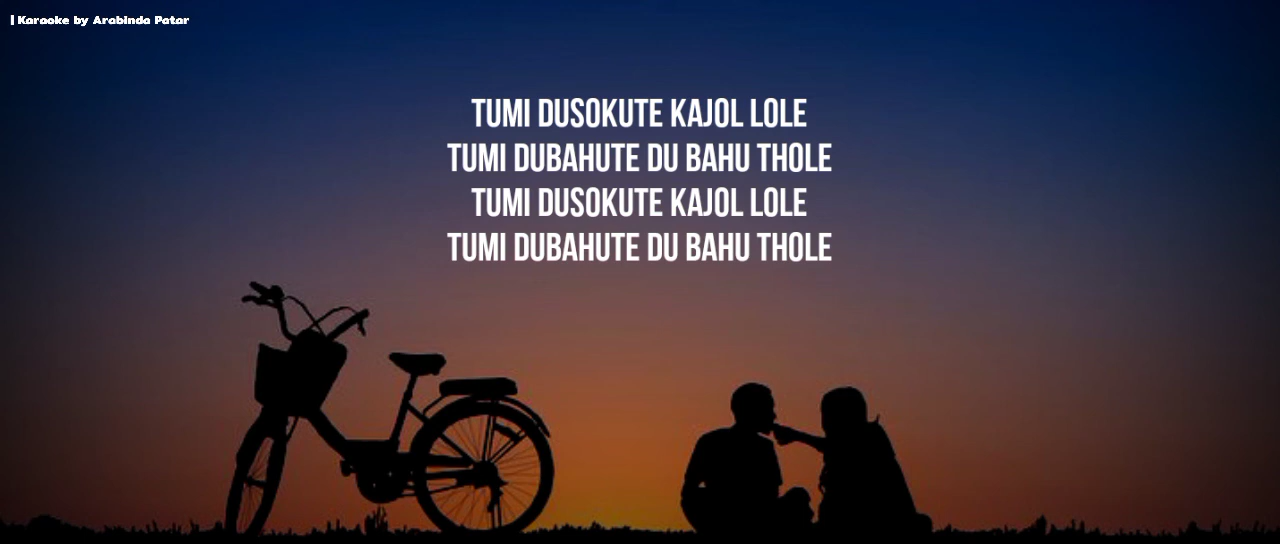 | Karaoke by Arabinda Patar
TUMI DUSOKUTE KAJOL LOLE
TUMI DUBAHUTE DU BAHU THOLE
TUMI DUSOKUTE KAJOL LOLE
TUMI DUBAHUTE DU BAHU THOLE